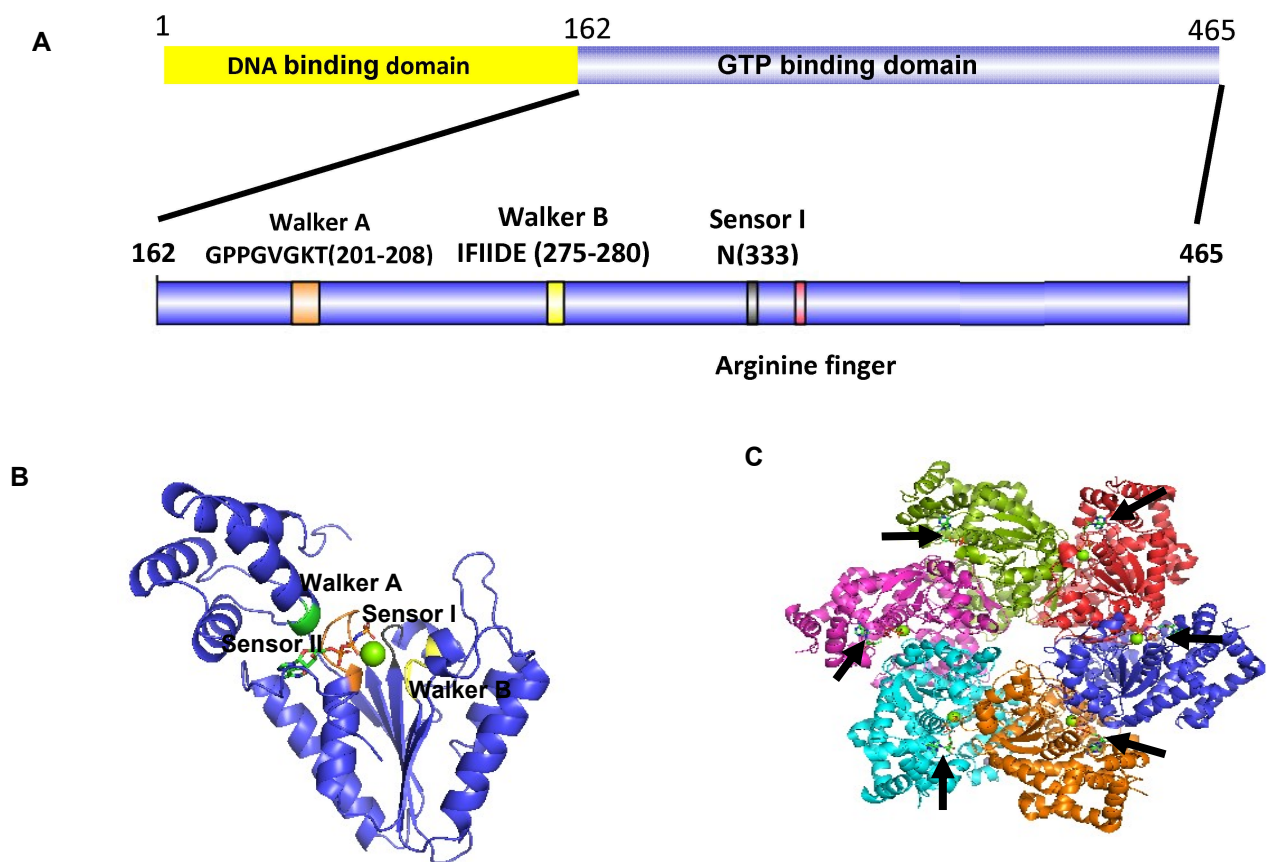 A
1 162 465
DNA binding domain GTP binding domain
Walker A Walker B Sensor I
162 GPPGVGKT(201-208) IFIIDE (275-280) N(333) 465
Arginine finger
B
Walker A
Sensor I
Sensor II
Walker B
C